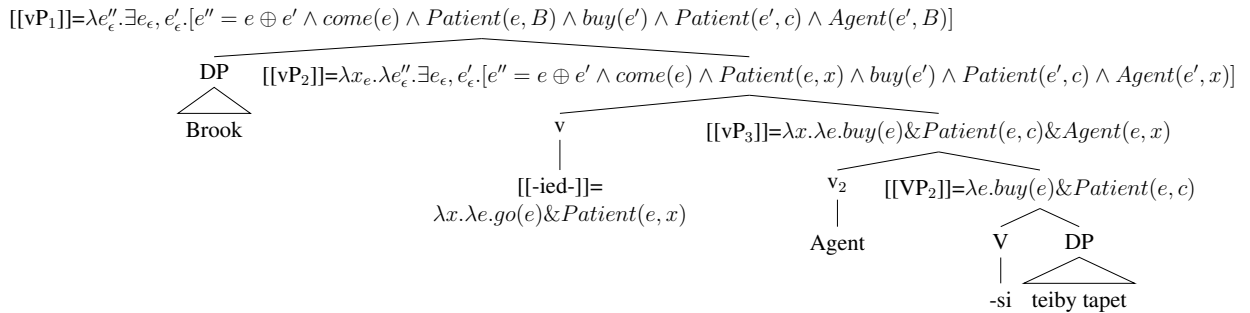 [[vP₁]]=λe″ϵ.∃eϵ, e′ϵ.[e″ = e ⊕ e′ ∧ come(e) ∧ Patient(e, B) ∧ buy(e′) ∧ Patient(e′, c) ∧ Agent(e′, B)]
DP [[vP₂]]=λxₑ.λe″ϵ.∃eϵ, e′ϵ.[e″ = e ⊕ e′ ∧ come(e) ∧ Patient(e, x) ∧ buy(e′) ∧ Patient(e′, c) ∧ Agent(e′, x)]
Brook v [[vP₃]]=λx.λe.buy(e)&Patient(e, c)&Agent(e, x)
[[-ied-]]= v₂ [[VP₂]]=λe.buy(e)&Patient(e, c)
λx.λe.go(e)&Patient(e, x)
Agent V DP
-si teiby tapet